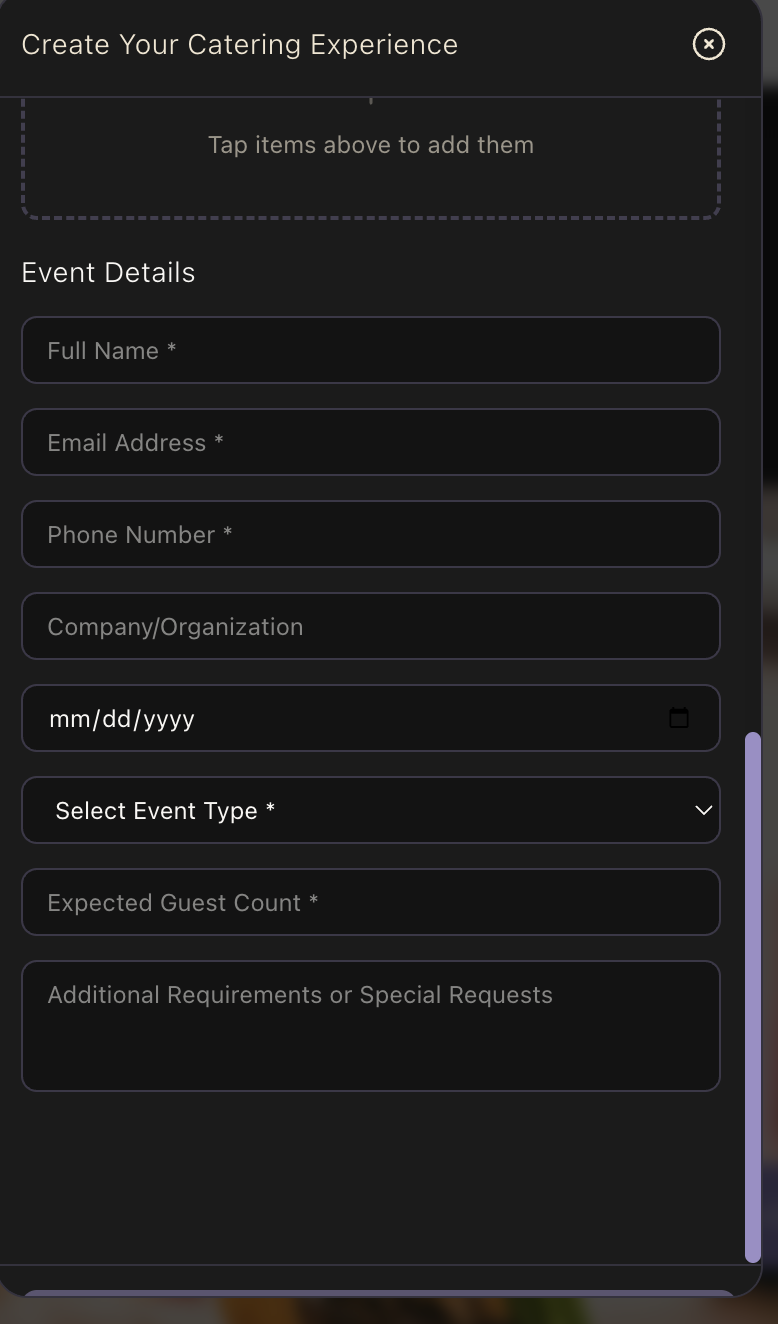 Create Your Catering Experience
Tap items above to add them
Event Details
Full Name *
Email Address *
Phone Number *
Company/Organization
mm/dd/yyyy
Select Event Type *
Expected Guest Count *
Additional Requirements or Special Requests